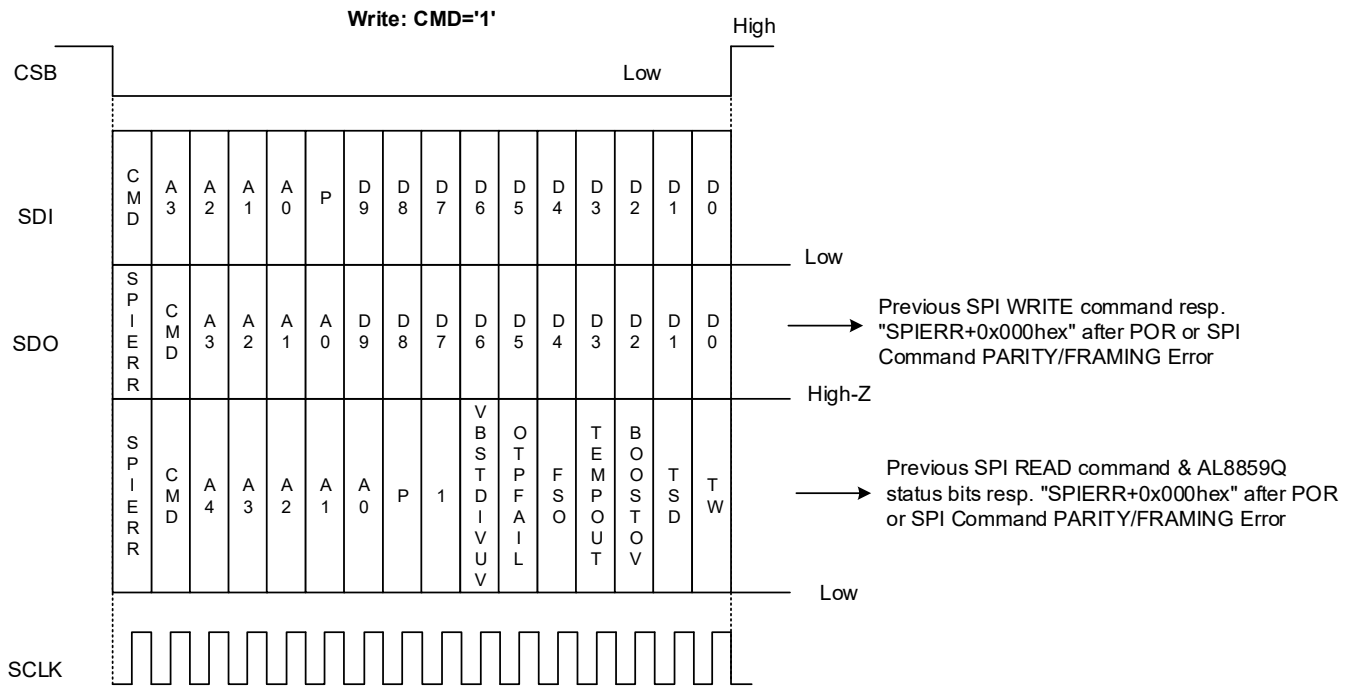 Write: CMD='1'
High
CSB
Low
SDI
CMD A3 A2 A1 A0 P D9 D8 D7 D6 D5 D4 D3 D2 D1 D0
Low
SDO
SPIERR CMD A3 A2 A1 A0 D9 D8 D7 D6 D5 D4 D3 D2 D1 D0
Previous SPI WRITE command resp.
"SPIERR+0x000hex" after POR or SPI
Command PARITY/FRAMING Error
High-Z
SPIERR CMD A4 A3 A2 A1 A0 P 1 VBSTDIVUV OTPFAIL FSO TEMPOUT BOOSTOV TSD TW
Previous SPI READ command & AL8859Q
status bits resp. "SPIERR+0x000hex" after POR
or SPI Command PARITY/FRAMING Error
Low
SCLK